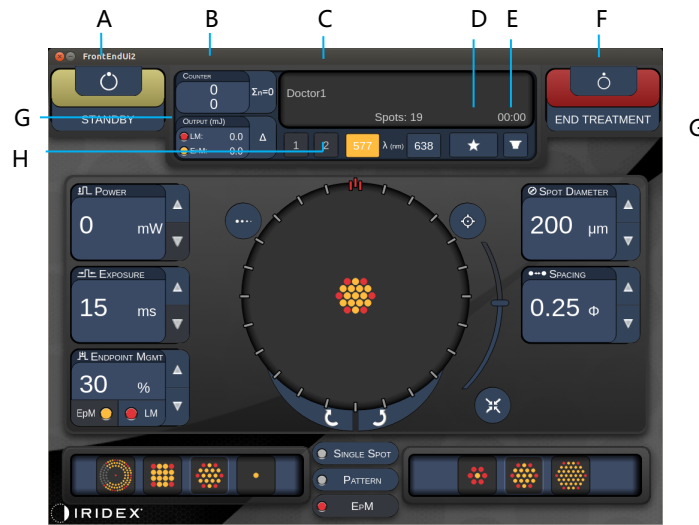 A B C D E F
FrontEndUi2
STANDBY
COUNTER
0
0
Σn=0
OUTPUT (mJ)
LM: 0.0
EpM: 0.0
Δ
Doctor1
Spots: 19 00:00
1 2 577 λ (nm) 638
END TREATMENT
G
H
G
POWER
0 mW
EXPOSURE
15 ms
ENDPOINT MGMT
30 %
EpM LM
SPOT DIAMETER
200 μm
SPACING
0.25 Φ
SINGLE SPOT
PATTERN
EPM
IRIDEX